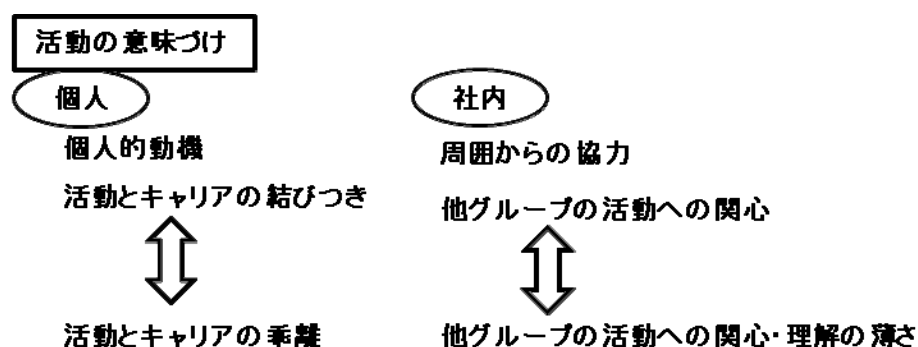 活動の意味づけ
個人
個人的動機
活動とキャリアの結びつき
活動とキャリアの乖離
社内
周囲からの協力
他グループの活動への関心
他グループの活動への関心・理解の薄さ